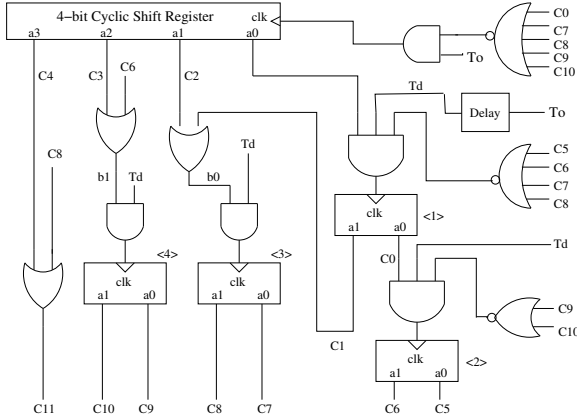 4-bit Cyclic Shift Register
clk
a3 a2 a1 a0
C0
C7
C8
C9
C10
To
C4 C3 C6 C2
Td
Delay
To
C8
Td
C5
C6
C7
C8
b1 Td b0
clk
a1 a0
<1>
<4>
clk
a1 a0
<3>
clk
a1 a0
C0
Td
C9
C10
C1
clk
a1 a0
<2>
C11 C10 C9 C8 C7 C6 C5